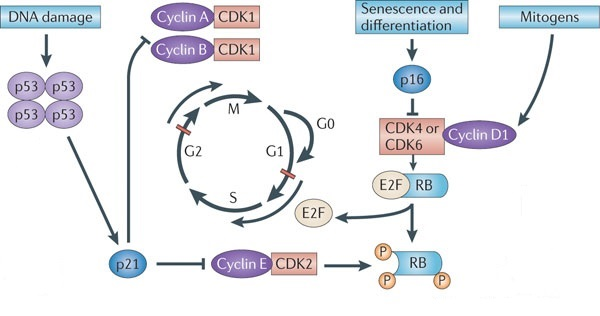 DNA damage
Cyclin A CDK1
Cyclin B CDK1
Senescence and
differentiation
Mitogens
p53 p53
p53 p53
p16
M
G0
G1
G2
S
CDK4 or
CDK6
Cyclin D1
E2F RB
E2F
p21
Cyclin E CDK2
P
RB
P
P